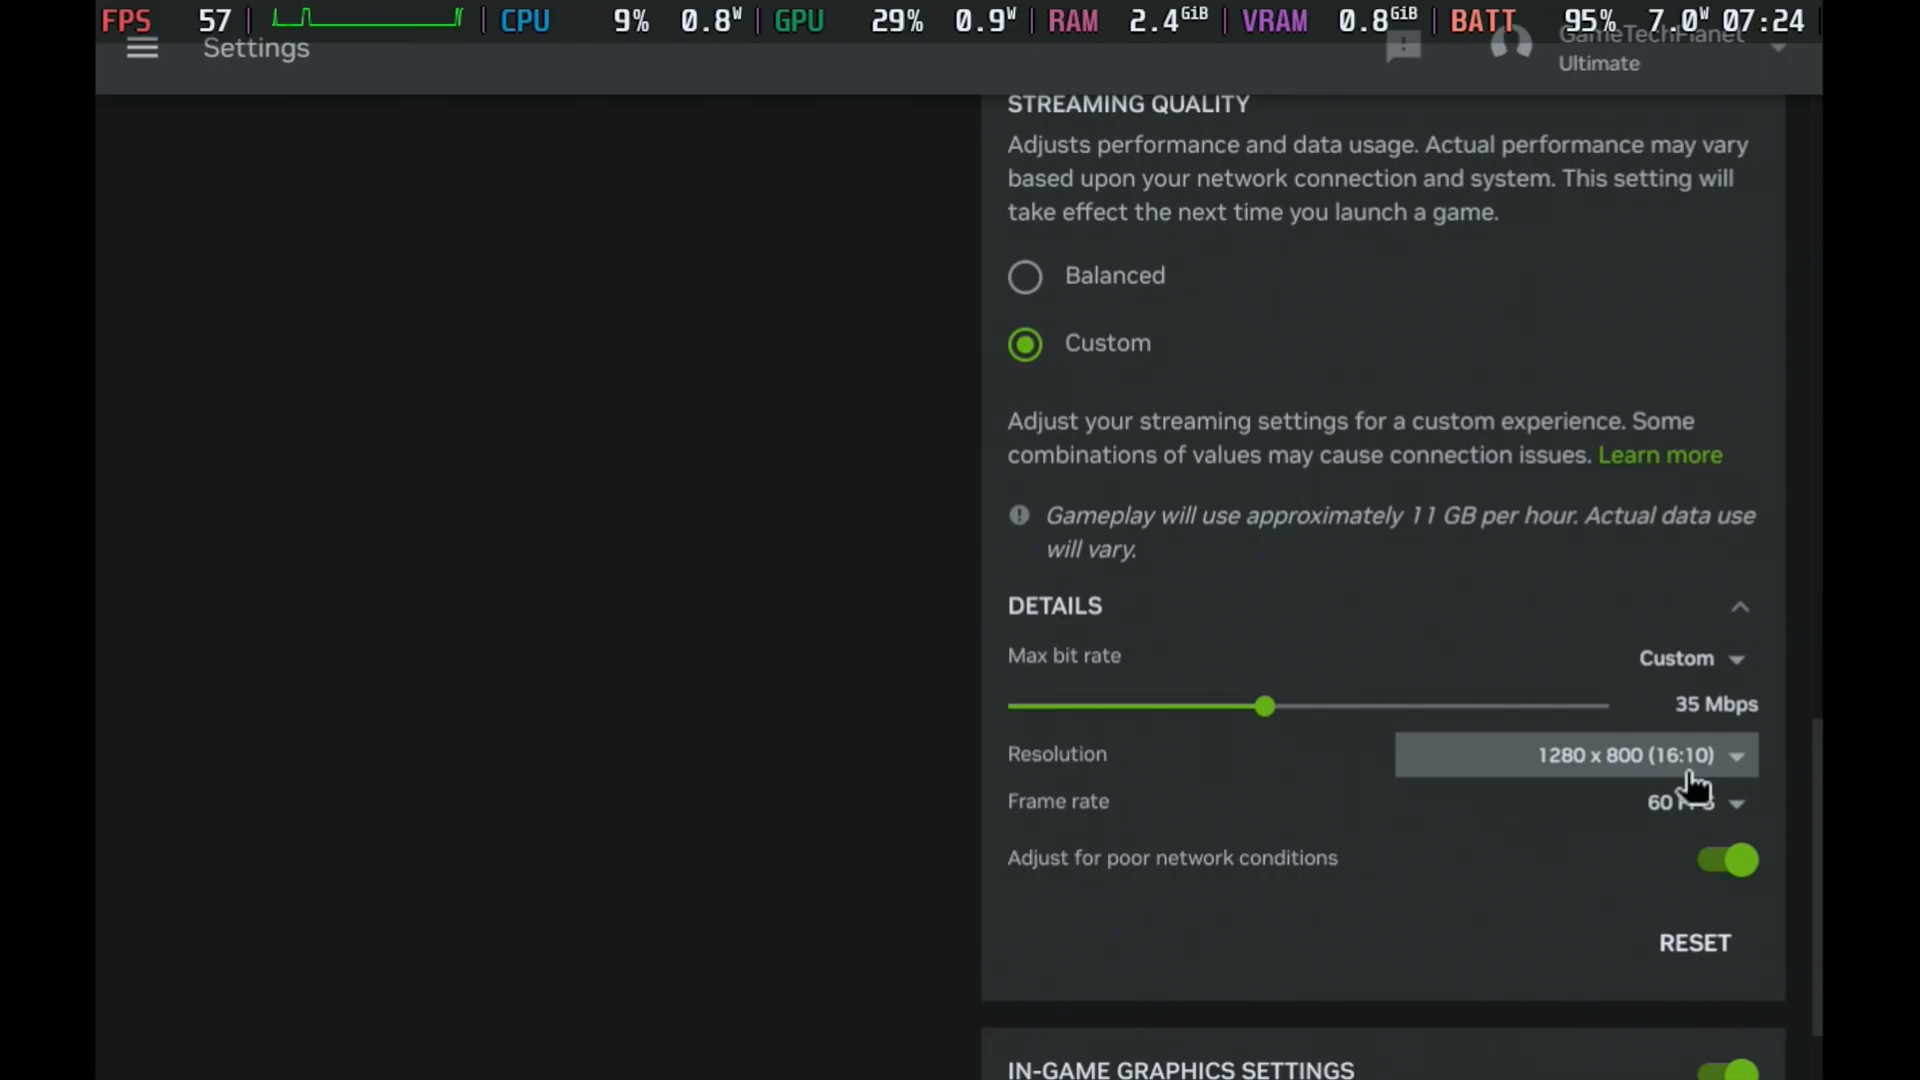 FPS 57 | CPU 9% 0.8W | GPU 29% 0.9W | RAM 2.4GiB | VRAM 0.8GiB | BATT 95% 7.0W 07:24
Settings
GameTechPlanet
Ultimate
STREAMING QUALITY
Adjusts performance and data usage. Actual performance may vary
based upon your network connection and system. This setting will
take effect the next time you launch a game.
Balanced
Custom
Adjust your streaming settings for a custom experience. Some
combinations of values may cause connection issues. Learn more
Gameplay will use approximately 11 GB per hour. Actual data use
will vary.
DETAILS
Max bit rate Custom
35 Mbps
Resolution 1280 x 800 (16:10)
Frame rate 60
Adjust for poor network conditions
RESET
IN-GAME GRAPHICS SETTINGS